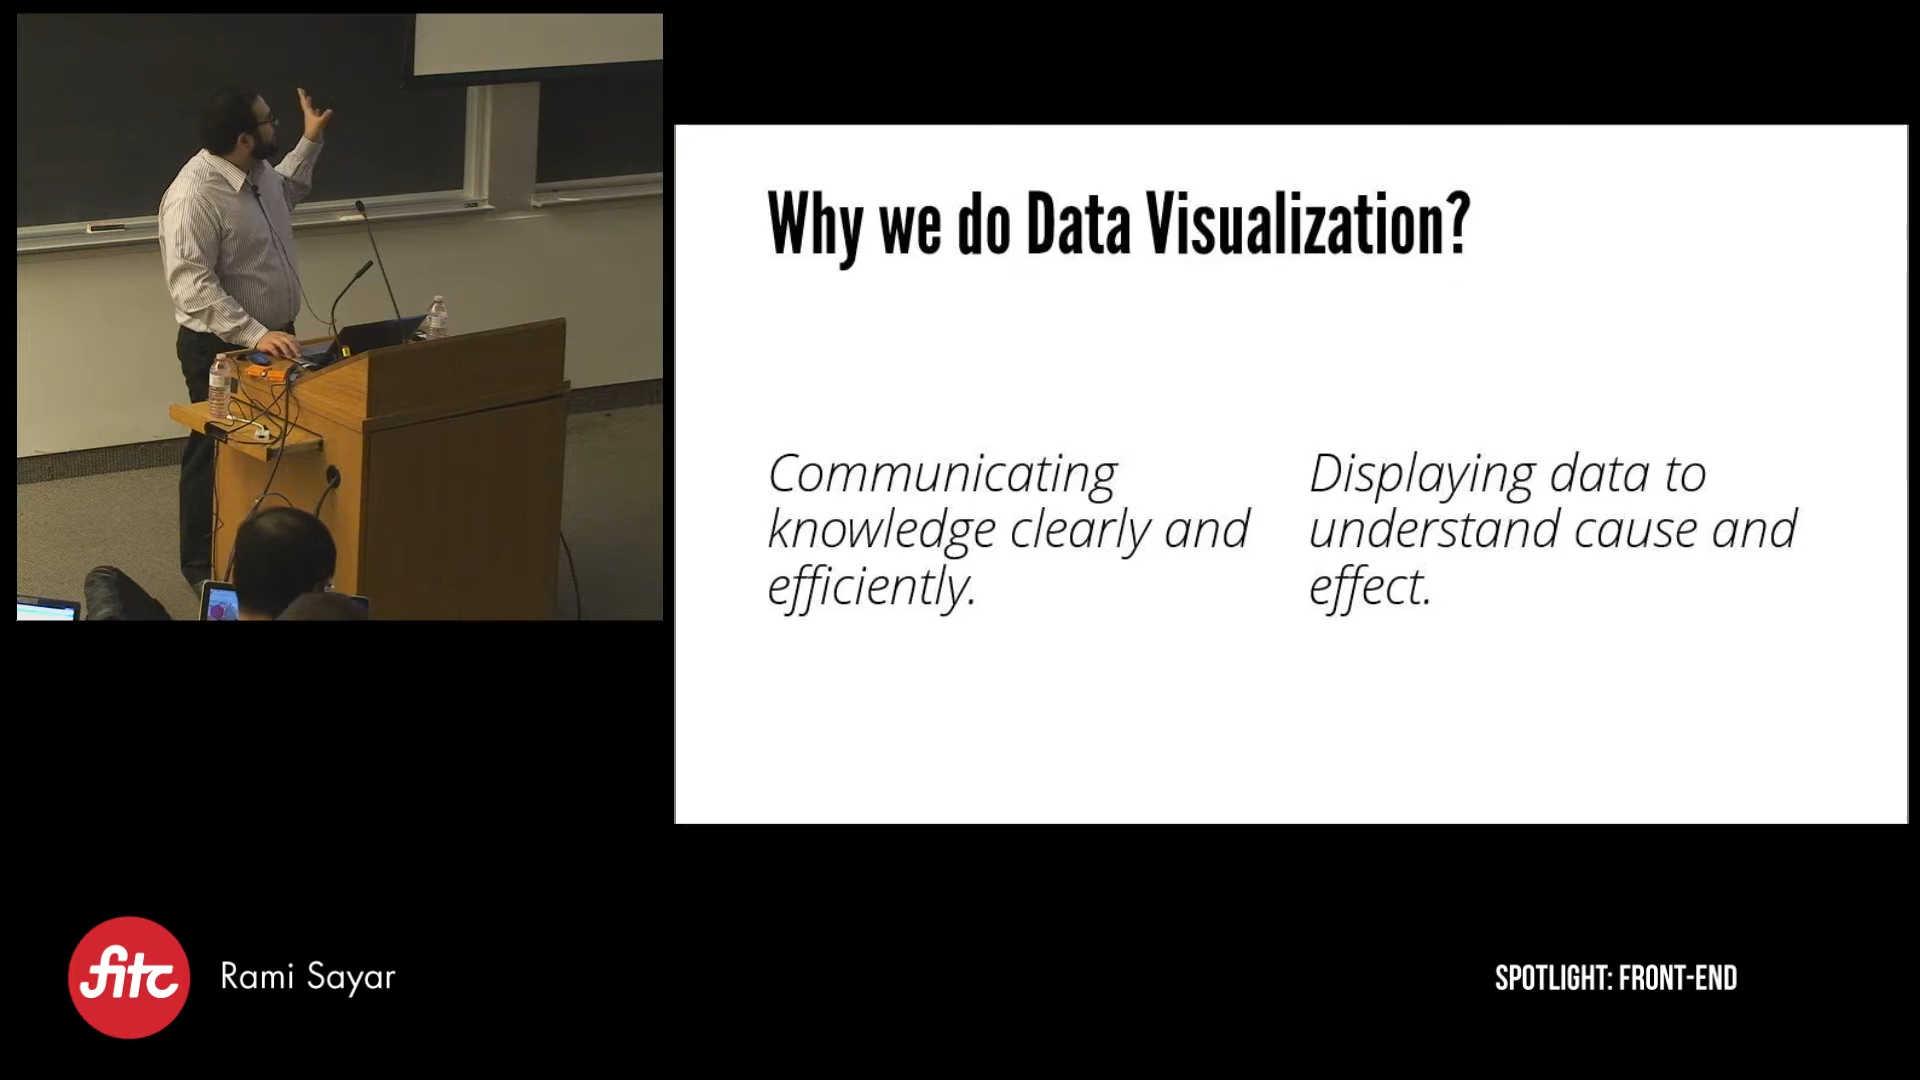 Why we do Data Visualization?
Communicating
knowledge clearly and
efficiently.
Displaying data to
understand cause and
effect.
fitc
Rami Sayar
SPOTLIGHT: FRONT-END